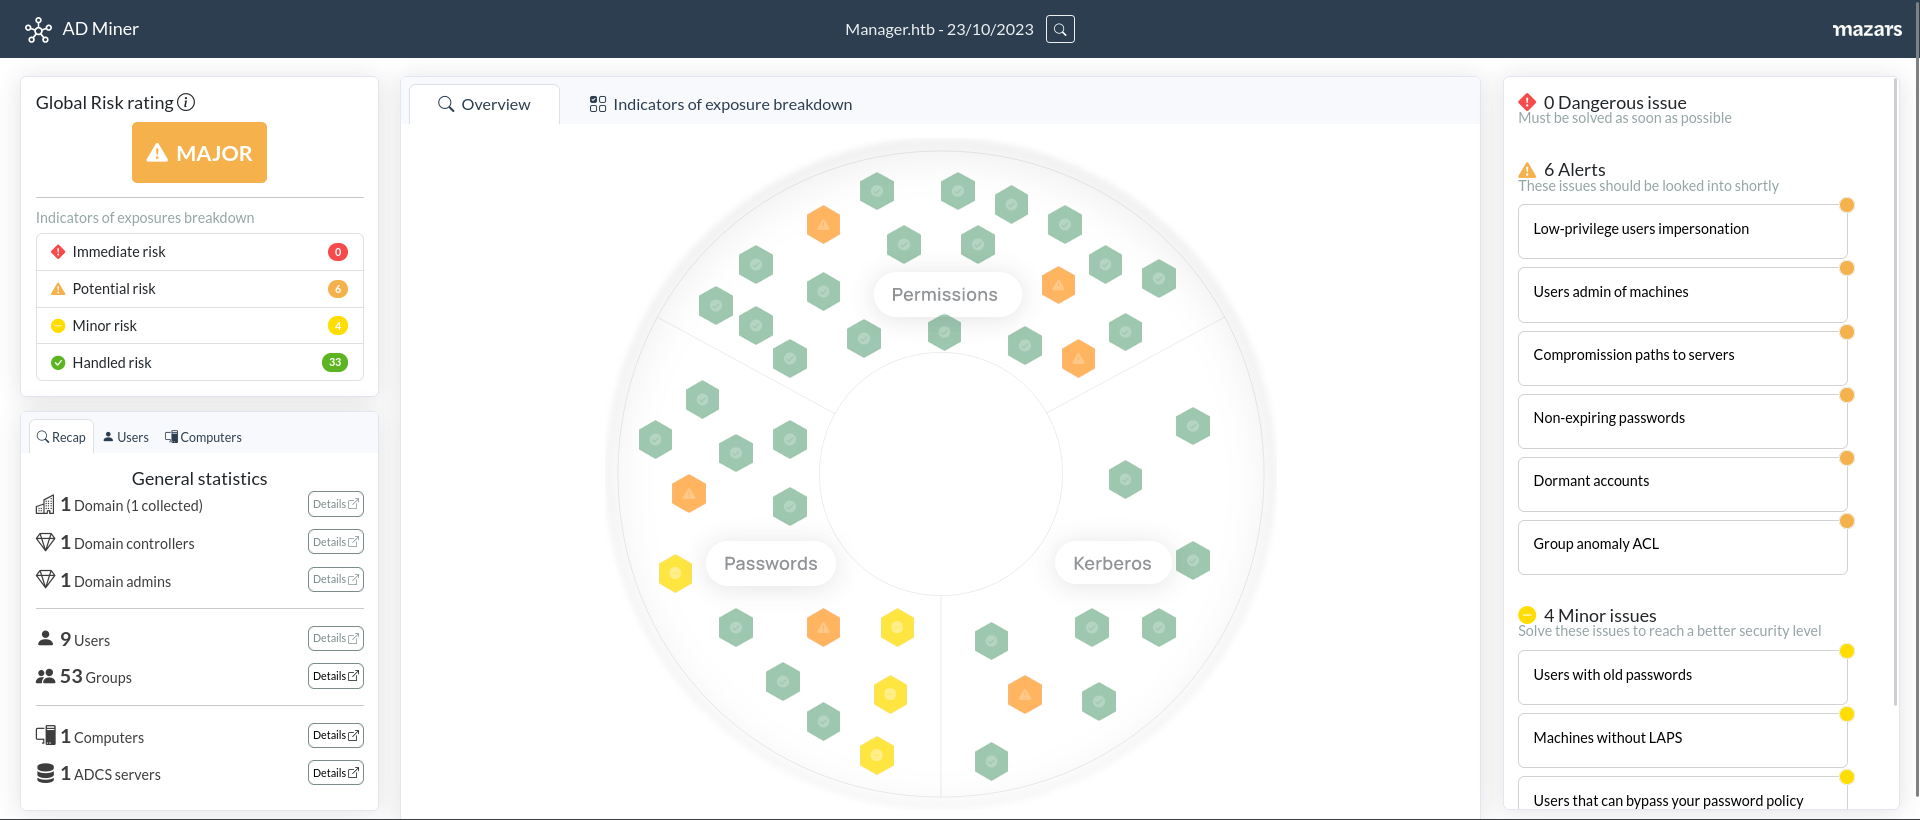 AD Miner
Manager.htb - 23/10/2023
mazars
Global Risk rating
MAJOR
Indicators of exposures breakdown
Immediate risk 0
Potential risk 6
Minor risk 4
Handled risk 33
Recap Users Computers
General statistics
1 Domain (1 collected) Details
1 Domain controllers Details
1 Domain admins Details
9 Users Details
53 Groups Details
1 Computers Details
1 ADCS servers Details
Overview Indicators of exposure breakdown
Permissions
Passwords
Kerberos
0 Dangerous issue
Must be solved as soon as possible
6 Alerts
These issues should be looked into shortly
Low-privilege users impersonation
Users admin of machines
Compromission paths to servers
Non-expiring passwords
Dormant accounts
Group anomaly ACL
4 Minor issues
Solve these issues to reach a better security level
Users with old passwords
Machines without LAPS
Users that can bypass your password policy